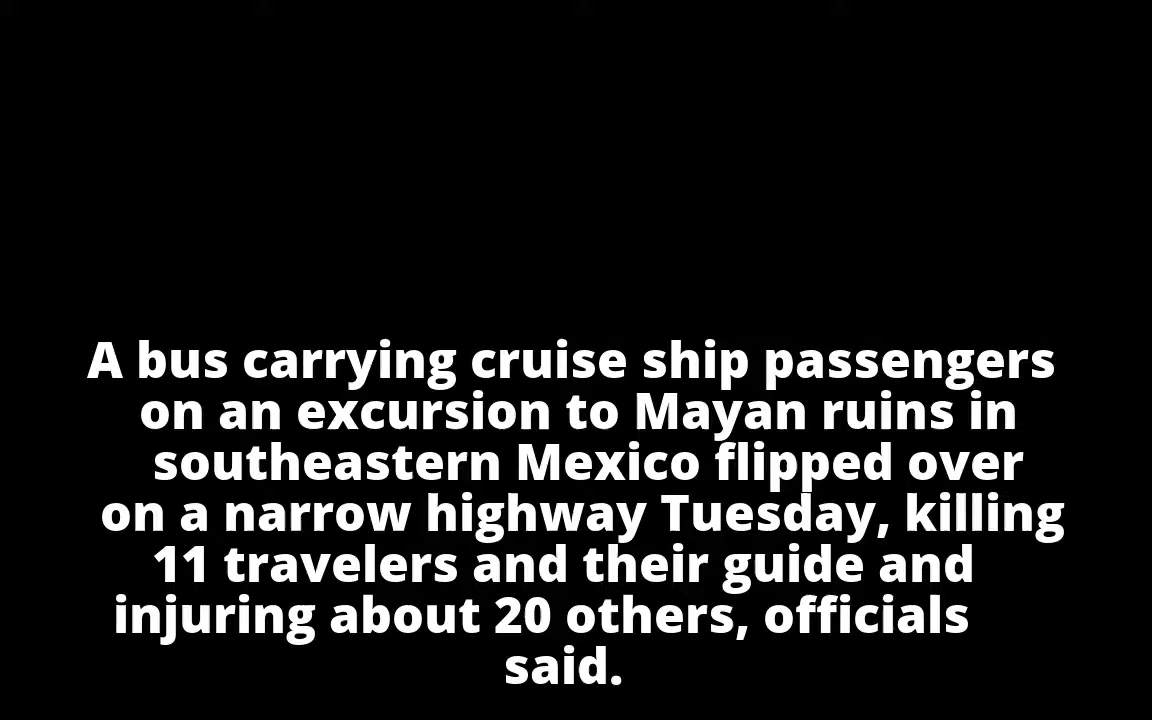 A bus carrying cruise ship passengers
on an excursion to Mayan ruins in
southeastern Mexico flipped over
on a narrow highway Tuesday, killing
11 travelers and their guide and
injuring about 20 others, officials
said.